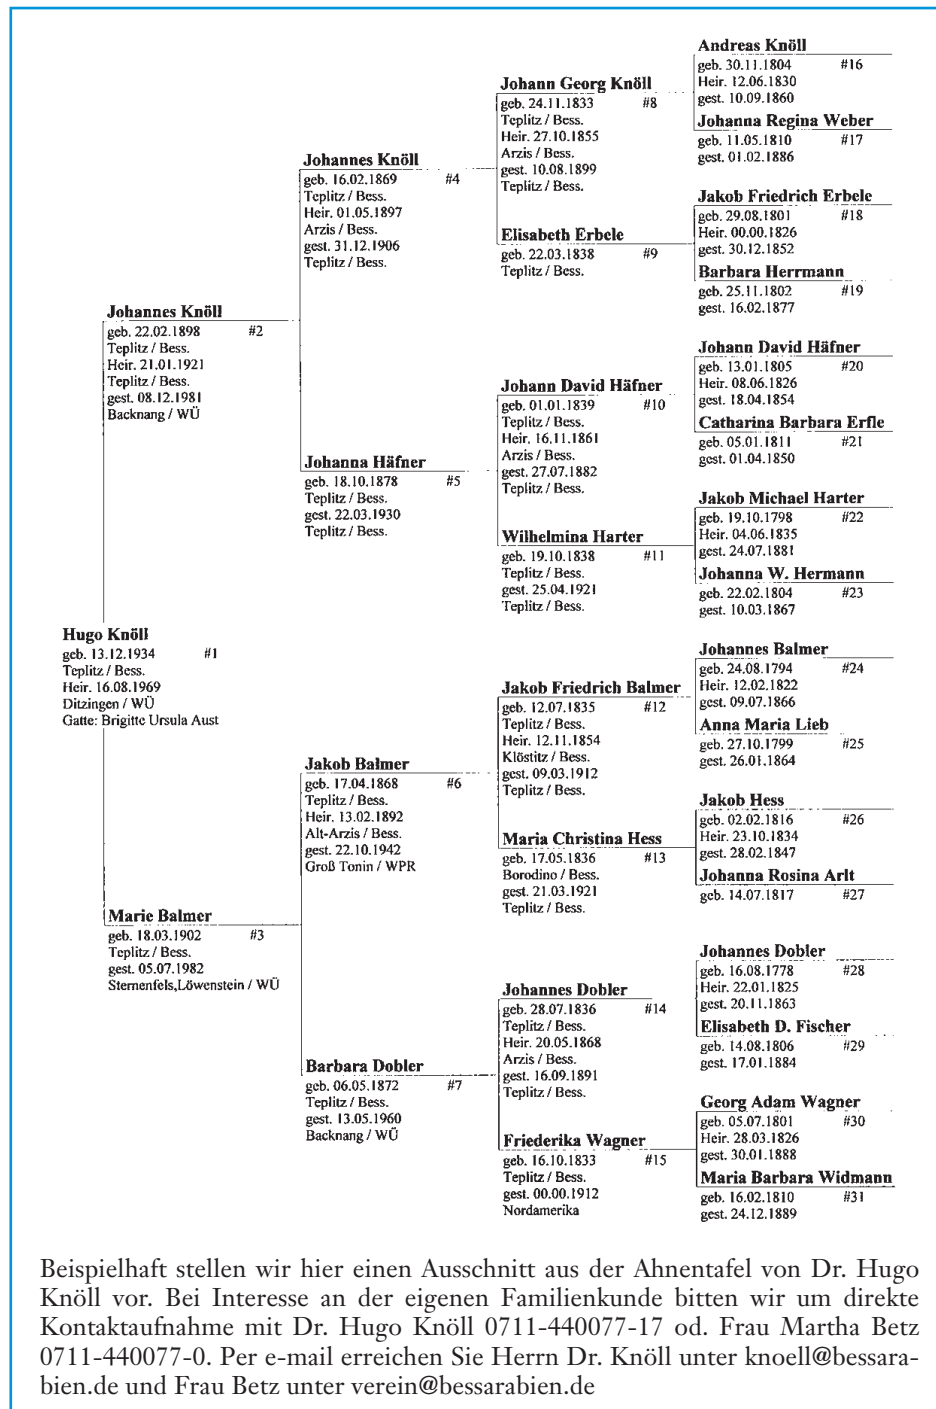 Andreas Knöll
geb. 30.11.1804 #16
Heir. 12.06.1830
gest. 10.09.1860
Johanna Regina Weber
geb. 11.05.1810 #17
gest. 01.02.1886
Johann Georg Knöll
geb. 24.11.1833 #8
Teplitz / Bess.
Heir. 27.10.1855
Arzis / Bess.
gest. 10.08.1899
Teplitz / Bess.
Jakob Friedrich Erbele
geb. 29.08.1801 #18
Heir. 00.00.1826
gest. 30.12.1852
Barbara Herrmann
geb. 25.11.1802 #19
gest. 16.02.1877
Elisabeth Erbele
geb. 22.03.1838 #9
Teplitz / Bess.
Johannes Knöll
geb. 16.02.1869 #4
Teplitz / Bess.
Heir. 01.05.1897
Arzis / Bess.
gest. 31.12.1906
Teplitz / Bess.
Johannes Knöll
geb. 22.02.1898 #2
Teplitz / Bess.
Heir. 21.01.1921
Teplitz / Bess.
gest. 08.12.1981
Backnang / WÜ
Johann David Häfner
geb. 13.01.1805 #20
Heir. 08.06.1826
gest. 18.04.1854
Catharina Barbara Erfle
geb. 05.01.1811 #21
gest. 01.04.1850
Johann David Häfner
geb. 01.01.1839 #10
Teplitz / Bess.
Heir. 16.11.1861
Arzis / Bess.
gest. 27.07.1882
Teplitz / Bess.
Johanna Häfner
geb. 18.10.1878 #5
Teplitz / Bess.
gest. 22.03.1930
Teplitz / Bess.
Jakob Michael Harter
geb. 19.10.1798 #22
Heir. 04.06.1835
gest. 24.07.1881
Johanna W. Hermann
geb. 22.02.1804 #23
gest. 10.03.1867
Wilhelmina Harter
geb. 19.10.1838 #11
Teplitz / Bess.
gest. 25.04.1921
Teplitz / Bess.
Hugo Knöll
geb. 13.12.1934 #1
Teplitz / Bess.
Heir. 16.08.1969
Ditzingen / WÜ
Gatte: Brigitte Ursula Aust
Johannes Balmer
geb. 24.08.1794 #24
Heir. 12.02.1822
gest. 09.07.1866
Anna Maria Lieb
geb. 27.10.1799 #25
gest. 26.01.1864
Jakob Friedrich Balmer
geb. 12.07.1835 #12
Teplitz / Bess.
Heir. 12.11.1854
Klöstitz / Bess.
gest. 09.03.1912
Teplitz / Bess.
Jakob Balmer
geb. 17.04.1868 #6
Teplitz / Bess.
Heir. 13.02.1892
Alt-Arzis / Bess.
gest. 22.10.1942
Groß Tonin / WPR
Jakob Hess
geb. 02.02.1816 #26
Heir. 23.10.1834
gest. 28.02.1847
Johanna Rosina Arlt
geb. 14.07.1817 #27
Maria Christina Hess
geb. 17.05.1836 #13
Borodino / Bess.
gest. 21.03.1921
Teplitz / Bess.
Marie Balmer
geb. 18.03.1902 #3
Teplitz / Bess.
gest. 05.07.1982
Sternenfels,Löwenstein / WÜ
Johannes Dobler
geb. 16.08.1778 #28
Heir. 22.01.1825
gest. 20.11.1863
Elisabeth D. Fischer
geb. 14.08.1806 #29
gest. 17.01.1884
Johannes Dobler
geb. 28.07.1836 #14
Teplitz / Bess.
Heir. 20.05.1868
Arzis / Bess.
gest. 16.09.1891
Teplitz / Bess.
Barbara Dobler
geb. 06.05.1872 #7
Teplitz / Bess.
gest. 13.05.1960
Backnang / WÜ
Georg Adam Wagner
geb. 05.07.1801 #30
Heir. 28.03.1826
gest. 30.01.1888
Maria Barbara Widmann
geb. 16.02.1810 #31
gest. 24.12.1889
Friederika Wagner
geb. 16.10.1833 #15
Teplitz / Bess.
gest. 00.00.1912
Nordamerika
Beispielhaft stellen wir hier einen Ausschnitt aus der Ahnentafel von Dr. Hugo
Knöll vor. Bei Interesse an der eigenen Familienkunde bitten wir um direkte
Kontaktaufnahme mit Dr. Hugo Knöll 0711-440077-17 od. Frau Martha Betz
0711-440077-0. Per e-mail erreichen Sie Herrn Dr. Knöll unter knoell@bessara-
bien.de und Frau Betz unter verein@bessarabien.de